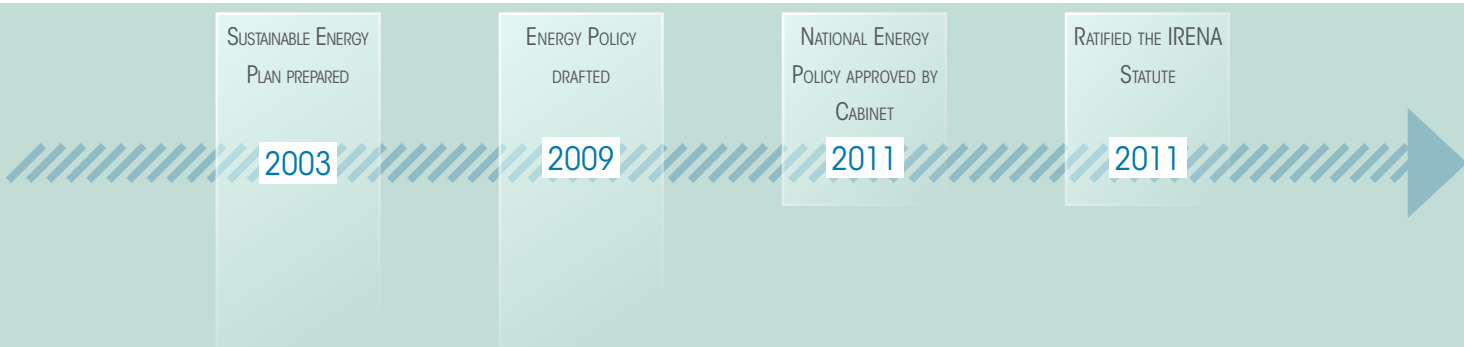 Sustainable Energy
Plan prepared
2003
Energy Policy
drafted
2009
National Energy
Policy approved by
Cabinet
2011
Ratified the IRENA
Statute
2011